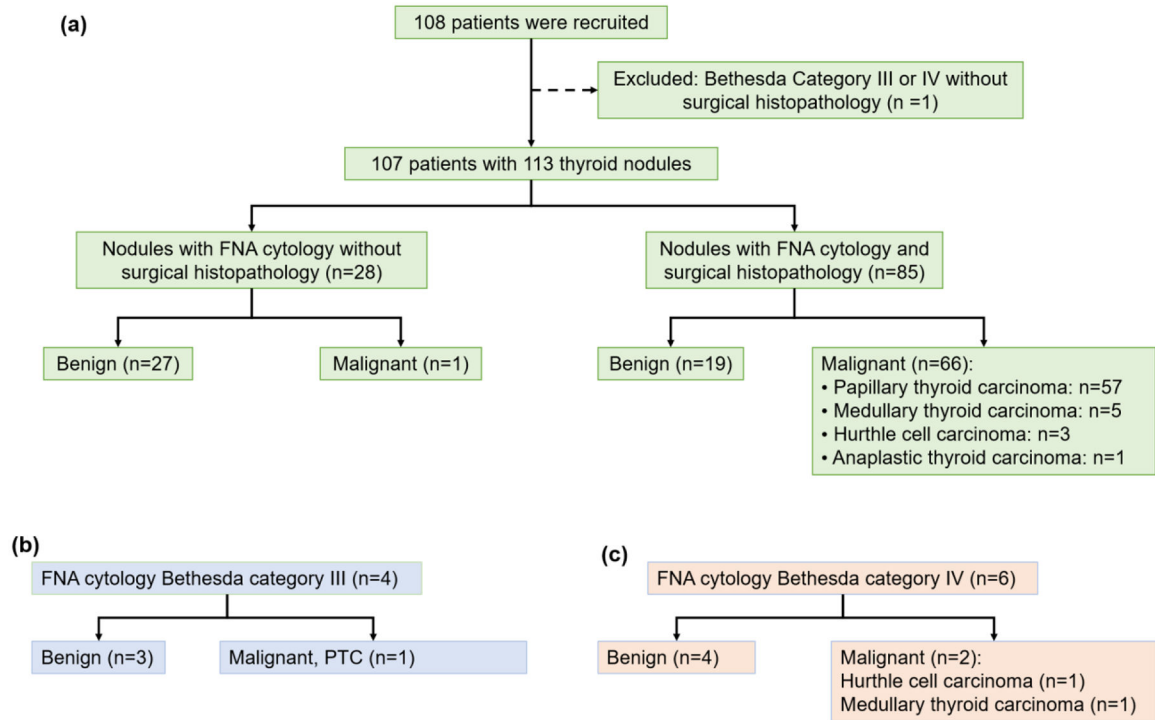 (a)
108 patients were recruited
Excluded: Bethesda Category III or IV without
surgical histopathology (n =1)
107 patients with 113 thyroid nodules
Nodules with FNA cytology without
surgical histopathology (n=28)
Nodules with FNA cytology and
surgical histopathology (n=85)
Benign (n=27)
Malignant (n=1)
Benign (n=19)
Malignant (n=66):
• Papillary thyroid carcinoma: n=57
• Medullary thyroid carcinoma: n=5
• Hurthle cell carcinoma: n=3
• Anaplastic thyroid carcinoma: n=1
(b)
FNA cytology Bethesda category III (n=4)
Benign (n=3)
Malignant, PTC (n=1)
(c)
FNA cytology Bethesda category IV (n=6)
Benign (n=4)
Malignant (n=2):
Hurthle cell carcinoma (n=1)
Medullary thyroid carcinoma (n=1)